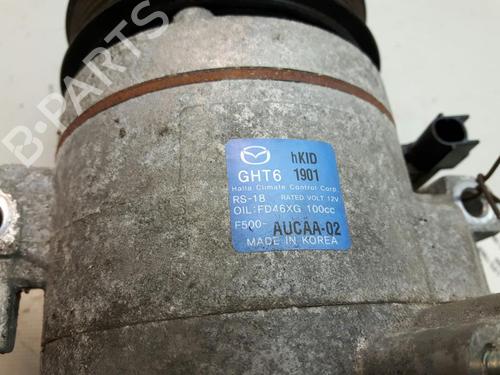 B-PARTS
hKID
GHT6 1901
Halla Climate Control Corp.
RS-18 RATED VOLT 12V
OIL:FD46XG 100cc
F500- AUCAA-02
MADE IN KOREA